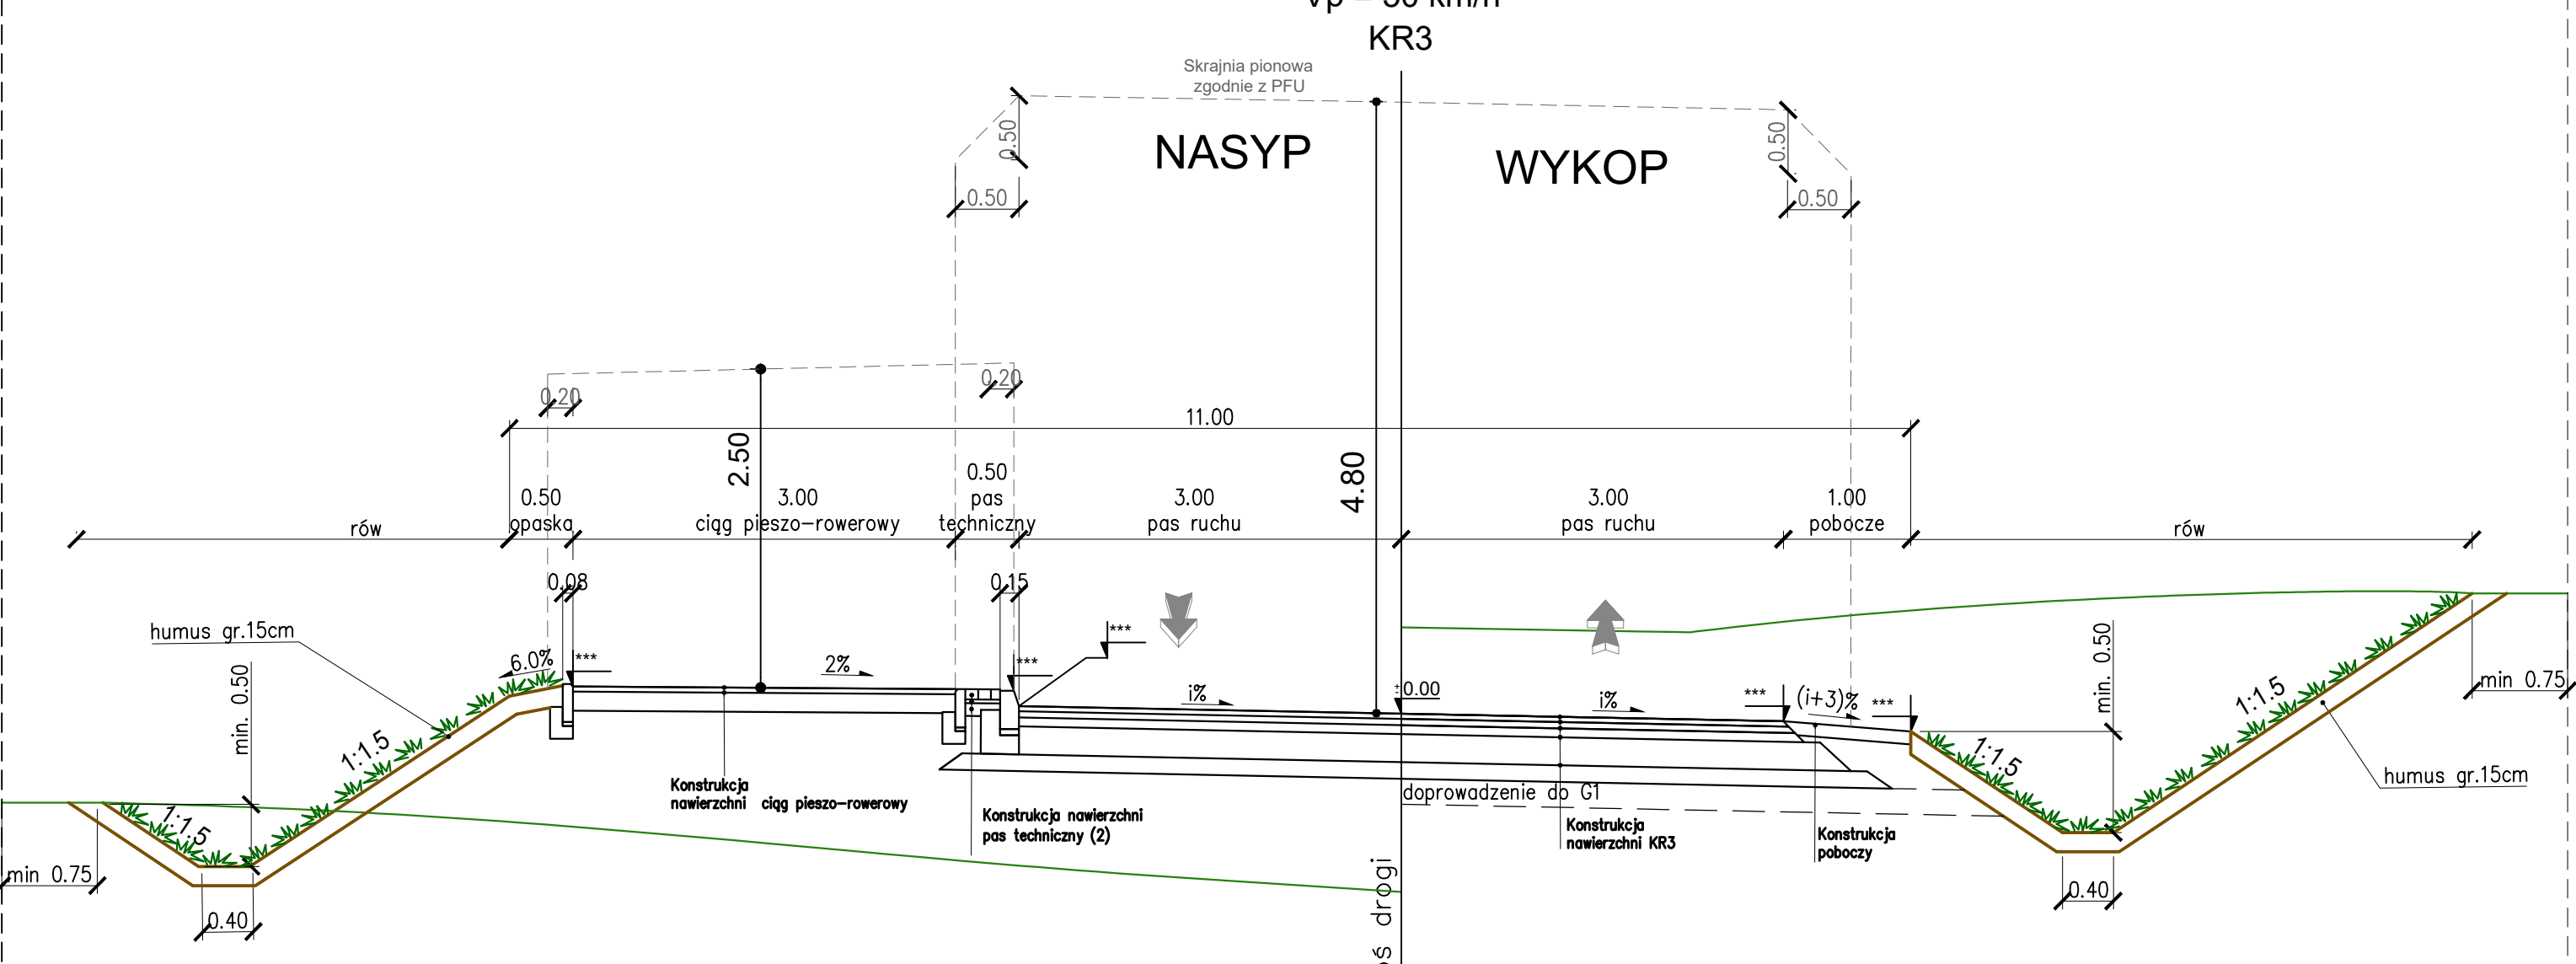 KR3
Skrajnia pionowa
zgodnie z PFU
NASYP
WYKOP
0.50
0.50
0.50
0.50
0.20
0.20
11.00
2.50
4.80
rów
0.50
opaska
3.00
ciąg pieszo-rowerowy
0.50
pas
techniczny
3.00
pas ruchu
3.00
pas ruchu
1.00
pobocze
rów
0.08
0.15
humus gr.15cm
6.0%
***
2%
***
***
i%
±0.00
i%
***
(i+3)%
***
min. 0.50
1:1.5
1:1.5
min 0.75
0.40
Konstrukcja
nawierzchni ciąg pieszo-rowerowy
Konstrukcja nawierzchni
pas techniczny (2)
doprowadzenie do G1
Konstrukcja
nawierzchni KR3
Konstrukcja
poboczy
oś drogi
1:1.5
min. 0.50
1:1.5
min 0.75
humus gr.15cm
0.40